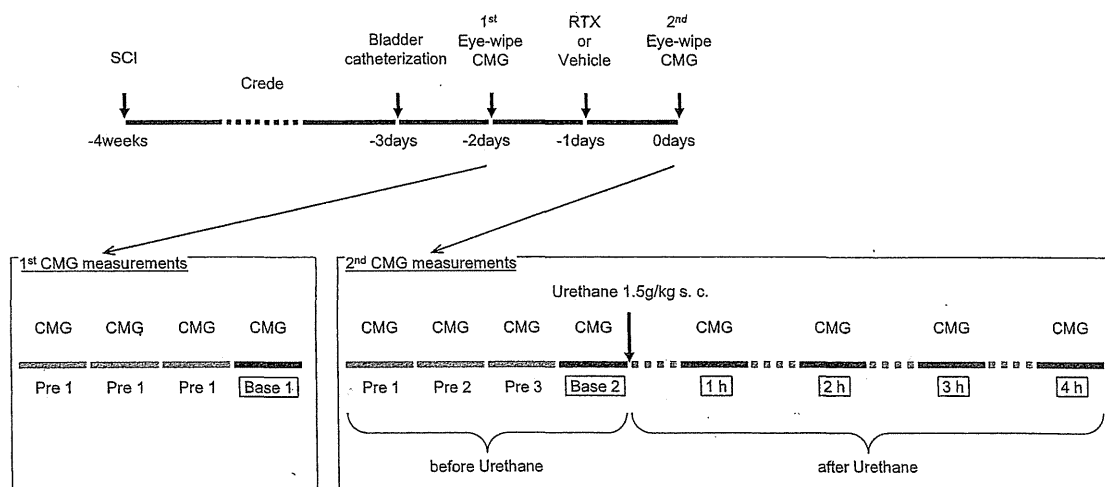 SCI
Crede
Bladder
catheterization
1st
Eye-wipe
CMG
RTX
or
Vehicle
2nd
Eye-wipe
CMG
-4weeks
-3days
-2days
-1days
0days
1st CMG measurements
CMG CMG CMG CMG
Pre 1 Pre 1 Pre 1 Base 1
2nd CMG measurements
Urethane 1.5g/kg s. c.
CMG CMG CMG CMG CMG CMG CMG CMG
Pre 1 Pre 2 Pre 3 Base 2 1 h 2 h 3 h 4 h
before Urethane
after Urethane